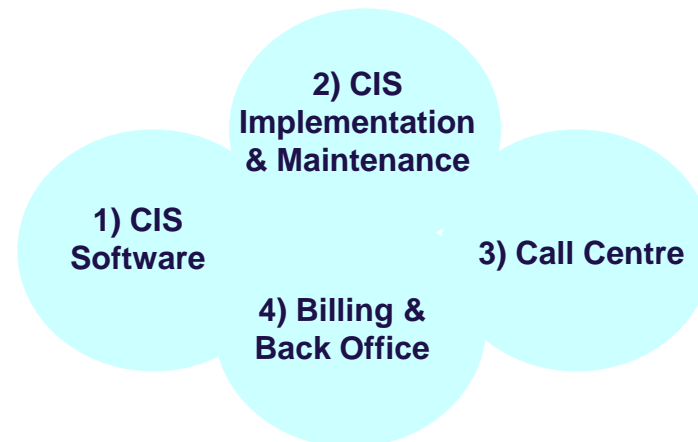 2) CIS
Implementation
& Maintenance
1) CIS
Software
3) Call Centre
4) Billing &
Back Office